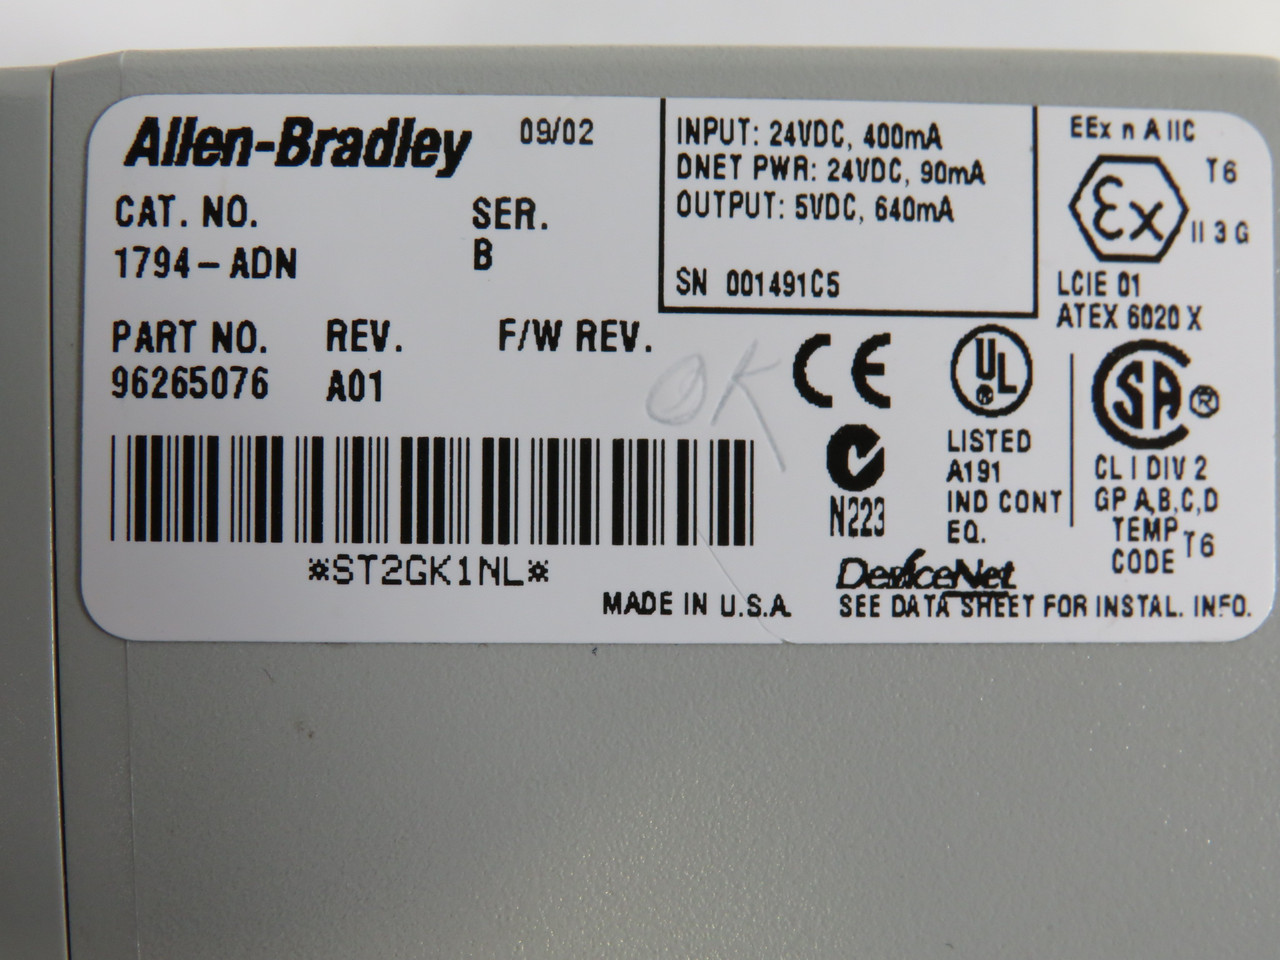 Allen-Bradley 09/02
CAT. NO. SER.
1794-ADN B
PART NO. REV. F/W REV.
96265076 A01
OK
*ST2GK1NL*
MADE IN U.S.A.
INPUT: 24VDC, 400mA
DNET PWR: 24VDC, 90mA
OUTPUT: 5VDC, 640mA
SN 001491C5
EEx n A IIC
T6
Ex
II 3 G
LCIE 01
ATEX 6020 X
CE
N223
UL
®
LISTED
A191
IND CONT
EQ.
SA ®
CL I DIV 2
GP A,B,C,D
TEMP
CODE T6
DeviceNet
SEE DATA SHEET FOR INSTAL. INFO.